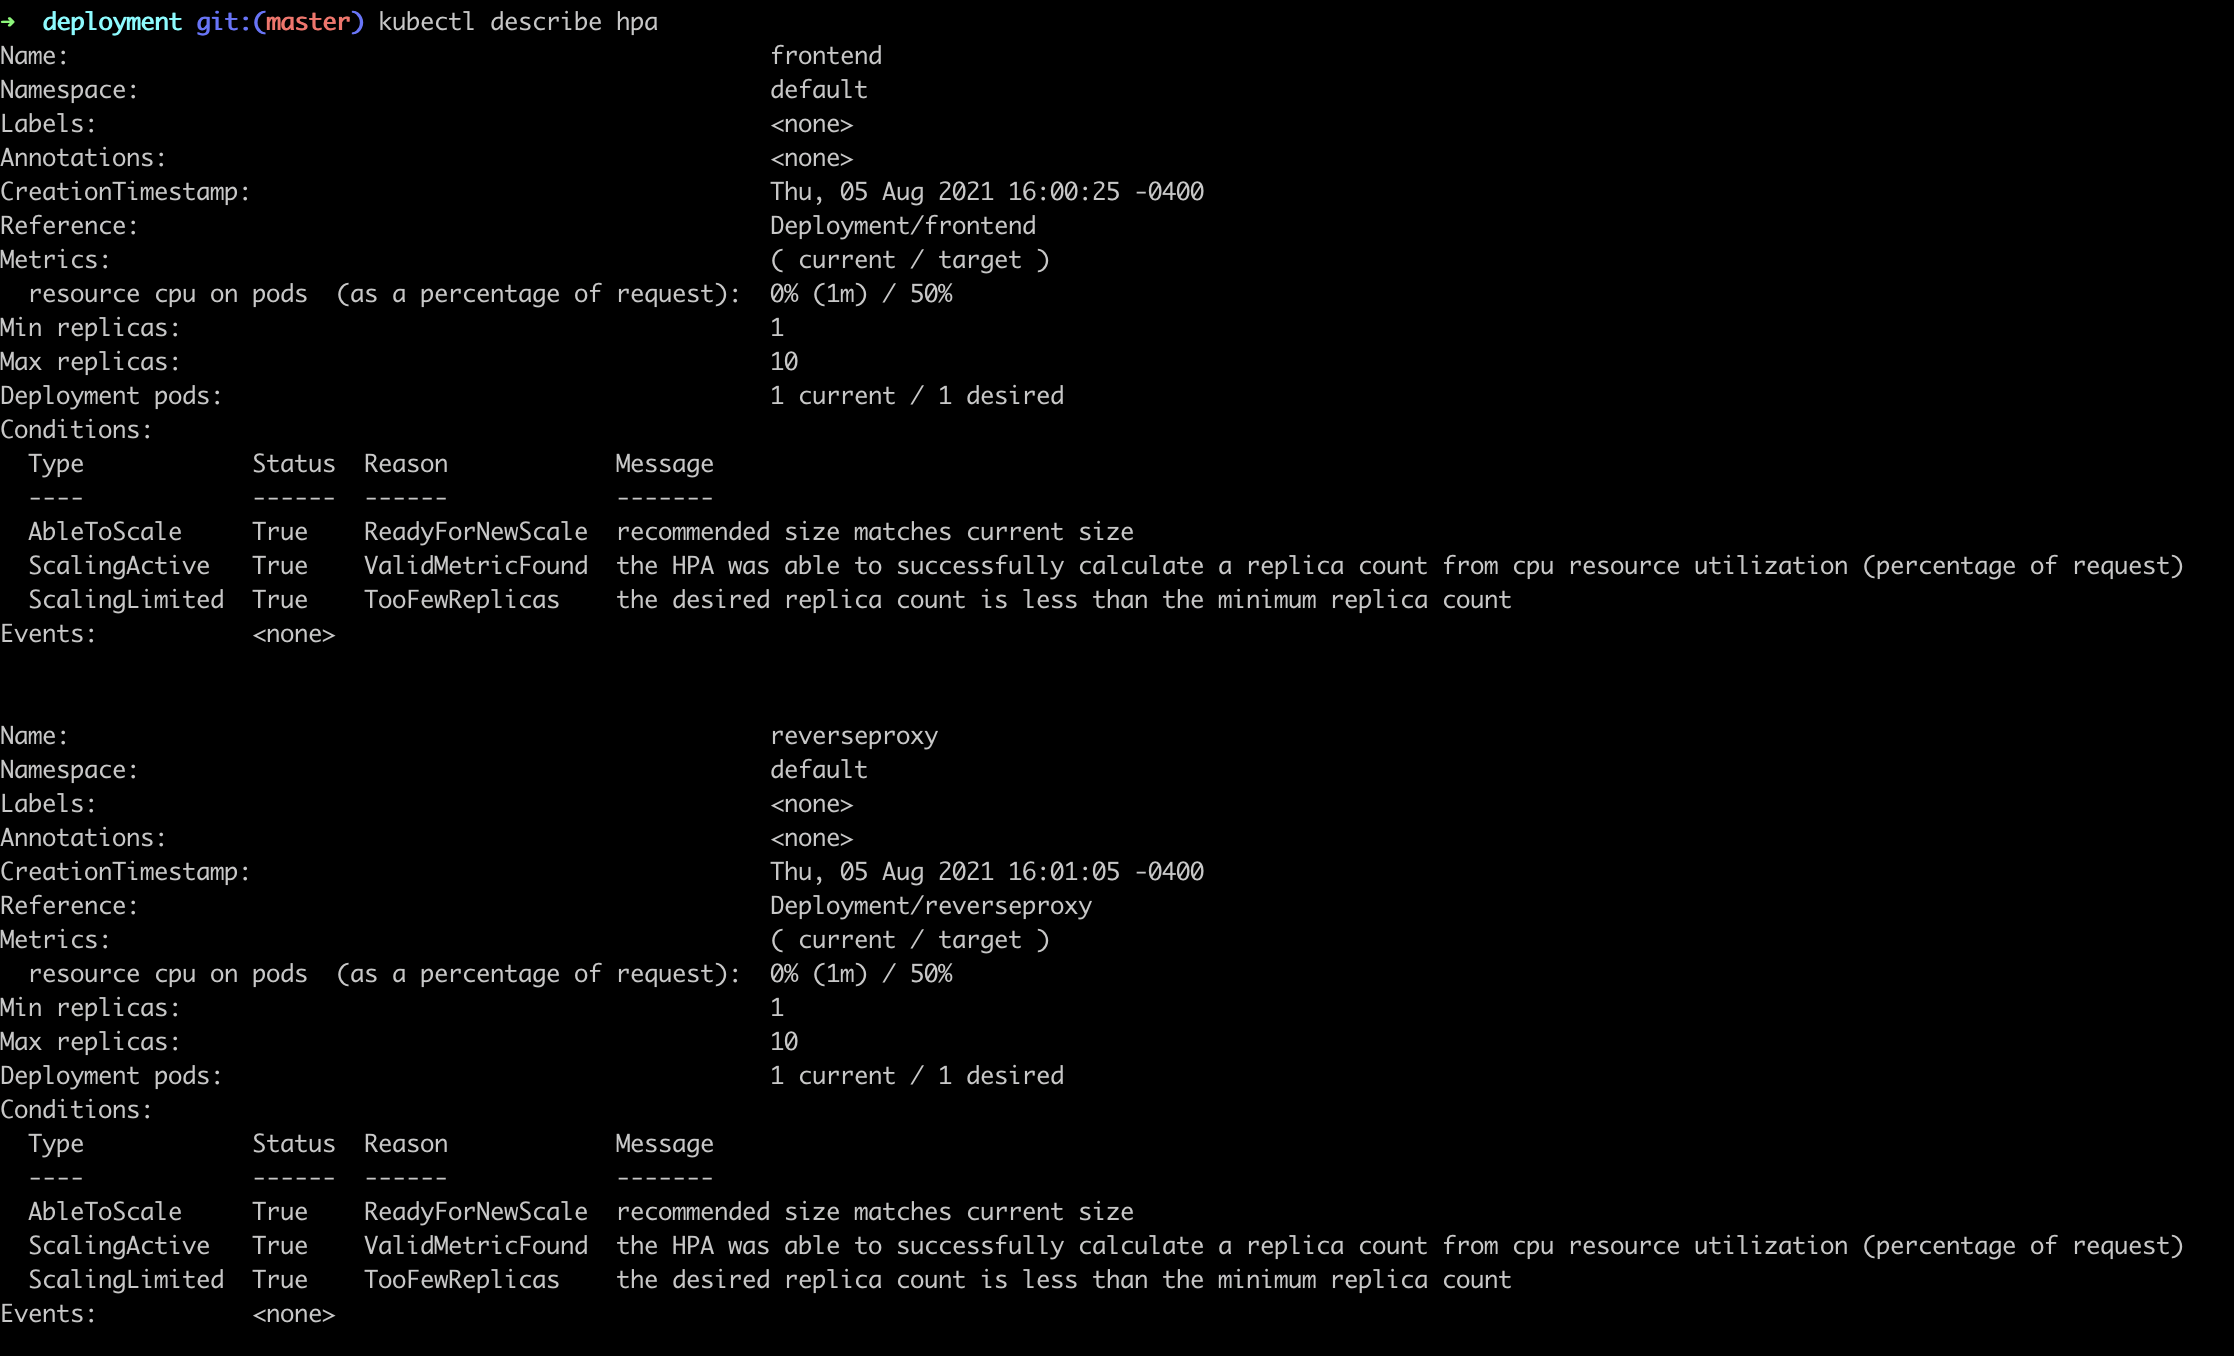 ➜  deployment git:(master) kubectl describe hpa
Name:                                                  frontend
Namespace:                                             default
Labels:                                                <none>
Annotations:                                           <none>
CreationTimestamp:                                     Thu, 05 Aug 2021 16:00:25 -0400
Reference:                                             Deployment/frontend
Metrics:                                               ( current / target )
  resource cpu on pods  (as a percentage of request):  0% (1m) / 50%
Min replicas:                                          1
Max replicas:                                          10
Deployment pods:                                       1 current / 1 desired
Conditions:
  Type            Status  Reason            Message
  ----            ------  ------            -------
  AbleToScale     True    ReadyForNewScale  recommended size matches current size
  ScalingActive   True    ValidMetricFound  the HPA was able to successfully calculate a replica count from cpu resource utilization (percentage of request)
  ScalingLimited  True    TooFewReplicas    the desired replica count is less than the minimum replica count
Events:           <none>
Name:                                                  reverseproxy
Namespace:                                             default
Labels:                                                <none>
Annotations:                                           <none>
CreationTimestamp:                                     Thu, 05 Aug 2021 16:01:05 -0400
Reference:                                             Deployment/reverseproxy
Metrics:                                               ( current / target )
  resource cpu on pods  (as a percentage of request):  0% (1m) / 50%
Min replicas:                                          1
Max replicas:                                          10
Deployment pods:                                       1 current / 1 desired
Conditions:
  Type            Status  Reason            Message
  ----            ------  ------            -------
  AbleToScale     True    ReadyForNewScale  recommended size matches current size
  ScalingActive   True    ValidMetricFound  the HPA was able to successfully calculate a replica count from cpu resource utilization (percentage of request)
  ScalingLimited  True    TooFewReplicas    the desired replica count is less than the minimum replica count
Events:           <none>